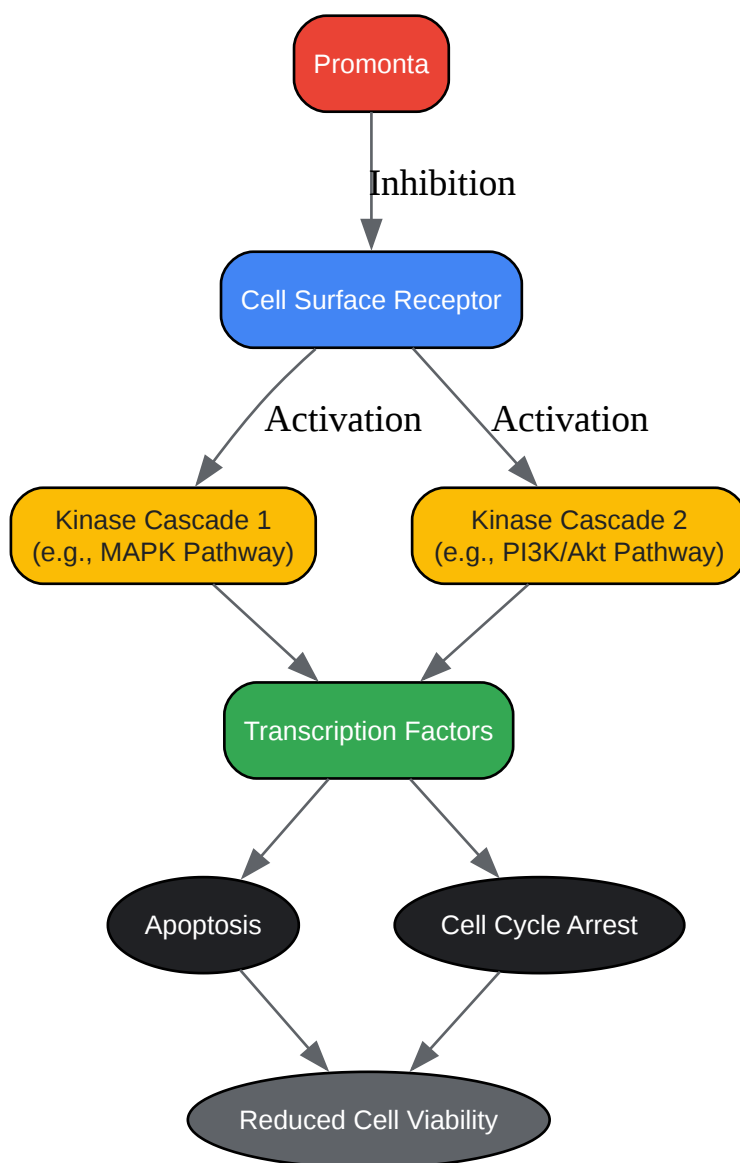 Promonta
Inhibition
Cell Surface Receptor
Activation
Activation
Kinase Cascade 1
(e.g., MAPK Pathway)
Kinase Cascade 2
(e.g., PI3K/Akt Pathway)
Transcription Factors
Apoptosis
Cell Cycle Arrest
Reduced Cell Viability